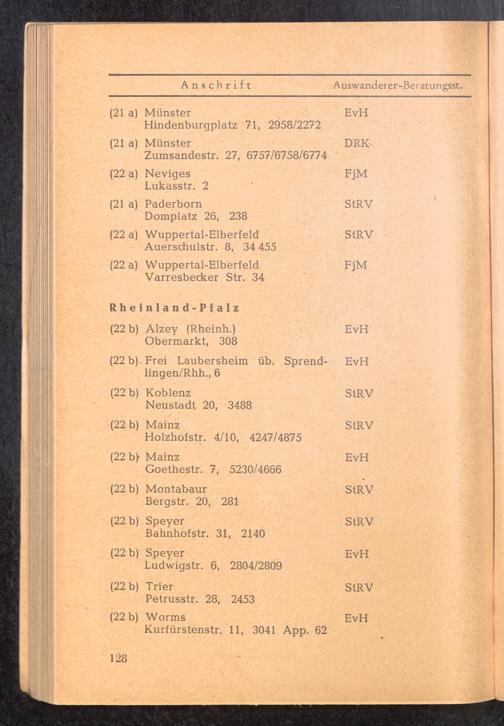 Anschrift Auswanderer-Beratungsst.
(21 a) Münster EvH
Hindenburgplatz 71, 2958/2272
(21 a) Münster DRK
Zumsandestr. 27, 6757/6758/6774
(22 a) Neviges FjM
Lukasstr. 2
(21 a) Paderborn StRV
Domplatz 26, 238
(22 a) Wuppertal-Elberfeld StRV
Auerschulstr. 8, 34 455
(22 a) Wuppertal-Elberfeld FjM
Varresbecker Str. 34
Rheinland-Pfalz
(22 b) Alzey (Rheinh.) EvH
Obermarkt, 308
(22 b) Frei Laubersheim üb. Sprend- EvH
lingen/Rhh., 6
(22 b) Koblenz StRV
Neustadt 20, 3488
(22 b) Mainz StRV
Holzhofstr. 4/10, 4247/4875
(22 b) Mainz EvH
Goethestr. 7, 5230/4666
(22 b) Montabaur StRV
Bergstr. 20, 281
(22 b) Speyer StRV
Bahnhofstr. 31, 2140
(22 b) Speyer EvH
Ludwigstr. 6, 2804/2809
(22 b) Trier StRV
Petrusstr. 28, 2453
(22 b) Worms EvH
Kurfürstenstr. 11, 3041 App. 62
128